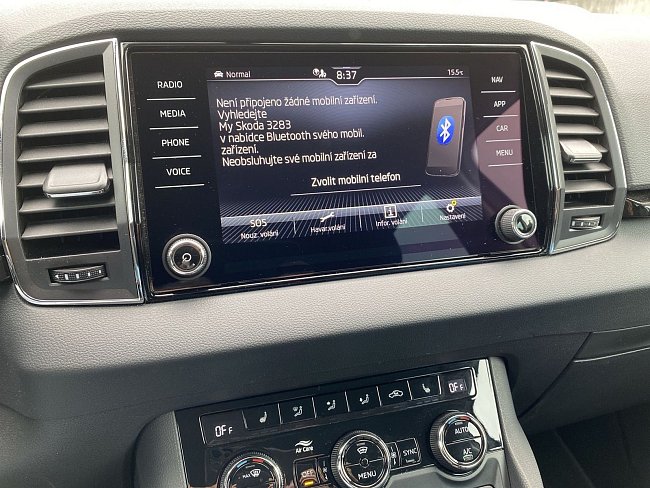 RADIO
MEDIA
PHONE
VOICE
Normal
8:37
15.5°C
Není připojeno žádné mobilní zařízení.
Vyhledejte
My Skoda 3283
v nabídce Bluetooth svého mobil.
zařízení.
Neobsluhujte své mobilní zařízení za
Zvolit mobilní telefon
SOS
Nouz. volání
Havar.volání
Infor. volání
Nastavení
NAV
APP
CAR
MENU
OFF
OFF
Air Care
MAX
OFF
MENU
SYNC
AUTO
A/C